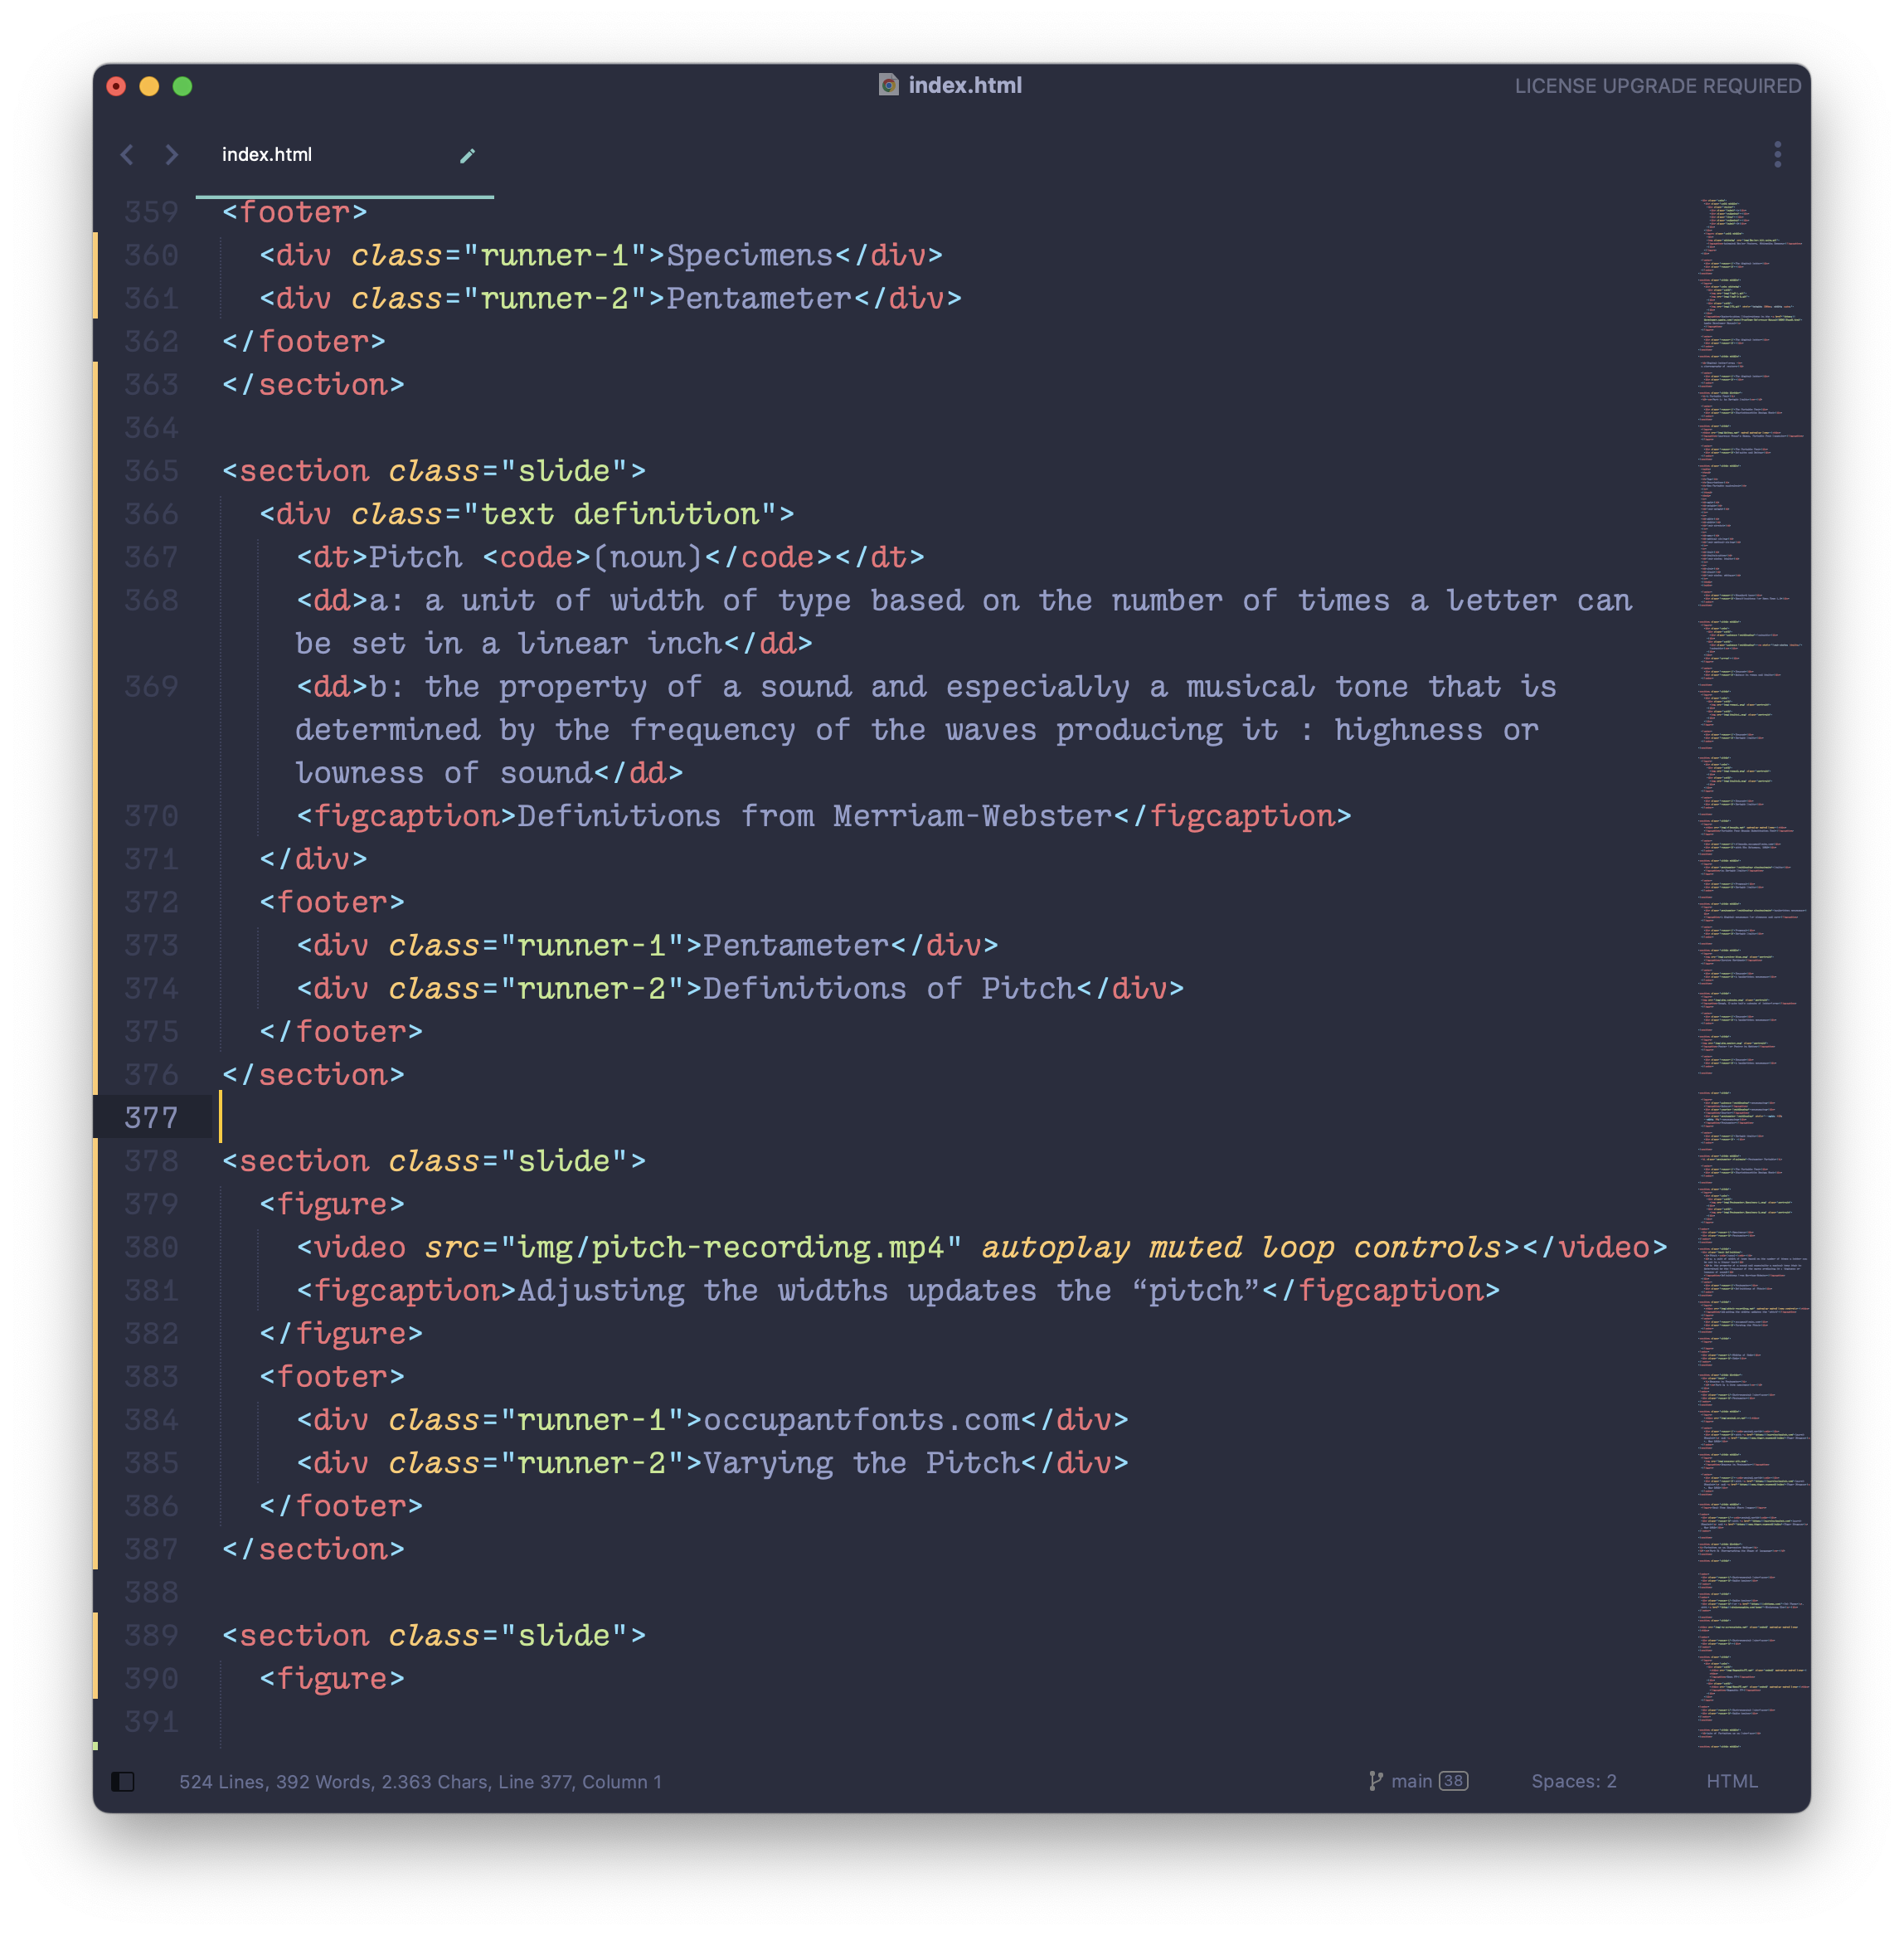 index.html
LICENSE UPGRADE REQUIRED
index.html
359 <footer>
360 <div class="runner-1">Specimens</div>
361 <div class="runner-2">Pentameter</div>
362 </footer>
363 </section>
364
365 <section class="slide">
366 <div class="text definition">
367 <dt>Pitch <code>(noun)</code></dt>
368 <dd>a: a unit of width of type based on the number of times a letter can
be set in a linear inch</dd>
369 <dd>b: the property of a sound and especially a musical tone that is
determined by the frequency of the waves producing it : highness or
lowness of sound</dd>
370 <figcaption>Definitions from Merriam-Webster</figcaption>
371 </div>
372 <footer>
373 <div class="runner-1">Pentameter</div>
374 <div class="runner-2">Definitions of Pitch</div>
375 </footer>
376 </section>
377
378 <section class="slide">
379 <figure>
380 <video src="img/pitch-recording.mp4" autoplay muted loop controls></video>
381 <figcaption>Adjusting the widths updates the “pitch”</figcaption>
382 </figure>
383 <footer>
384 <div class="runner-1">occupantfonts.com</div>
385 <div class="runner-2">Varying the Pitch</div>
386 </footer>
387 </section>
388
389 <section class="slide">
390 <figure>
391
524 Lines, 392 Words, 2.363 Chars, Line 377, Column 1
main 38
Spaces: 2
HTML